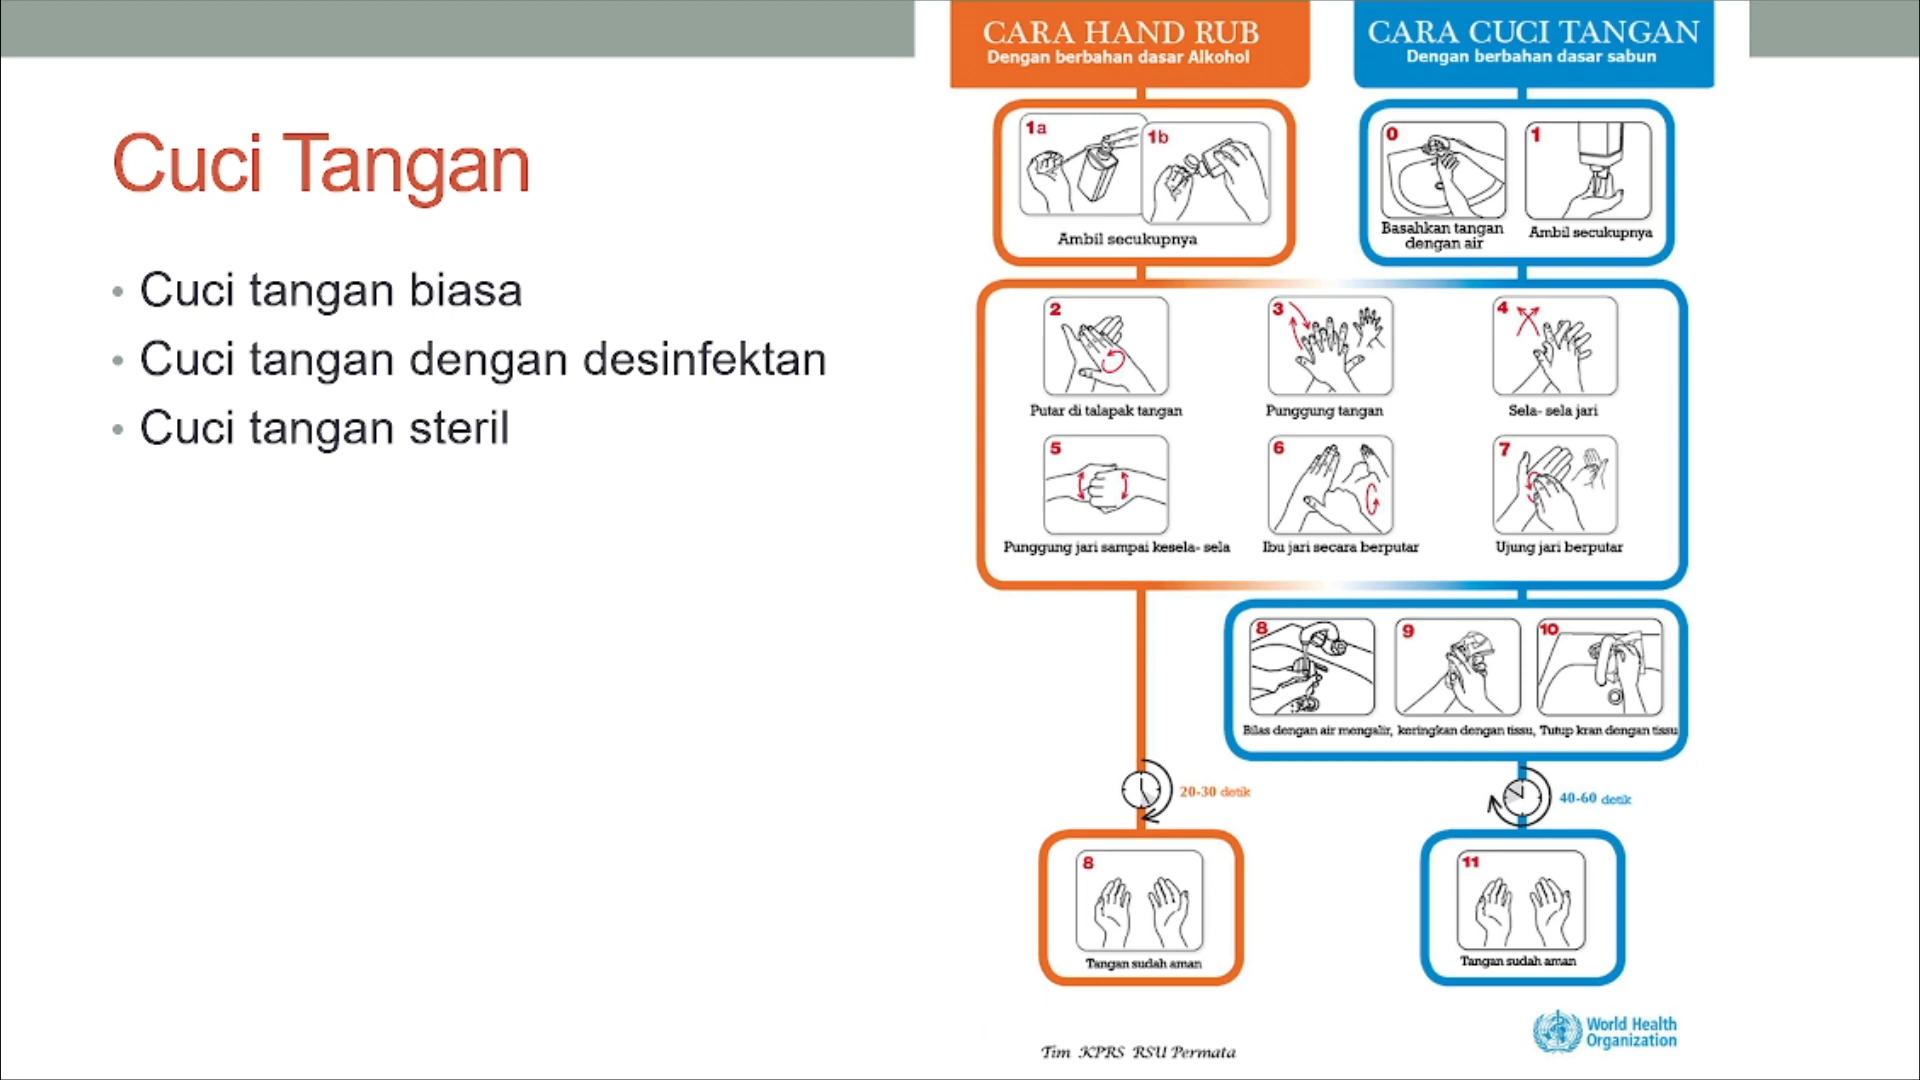 Cuci Tangan
• Cuci tangan biasa
• Cuci tangan dengan desinfektan
• Cuci tangan steril
CARA HAND RUB
Dengan berbahan dasar Alkohol
1a
1b
Ambil secukupnya
CARA CUCI TANGAN
Dengan berbahan dasar sabun
0
1
Basahkan tangan
dengan air
Ambil secukupnya
2
3
4
Putar di talapak tangan
Punggung tangan
Sela- sela jari
5
6
7
Punggung jari sampai kesela- sela
Ibu jari secara berputar
Ujung jari berputar
8
9
10
Bilas dengan air mengalir, keringkan dengan tissu, Tutup kran dengan tissu
20-30 detik
40-60 detik
8
Tangan sudah aman
11
Tangan sudah aman
World Health
Organization
Tim KPRS RSU Permata